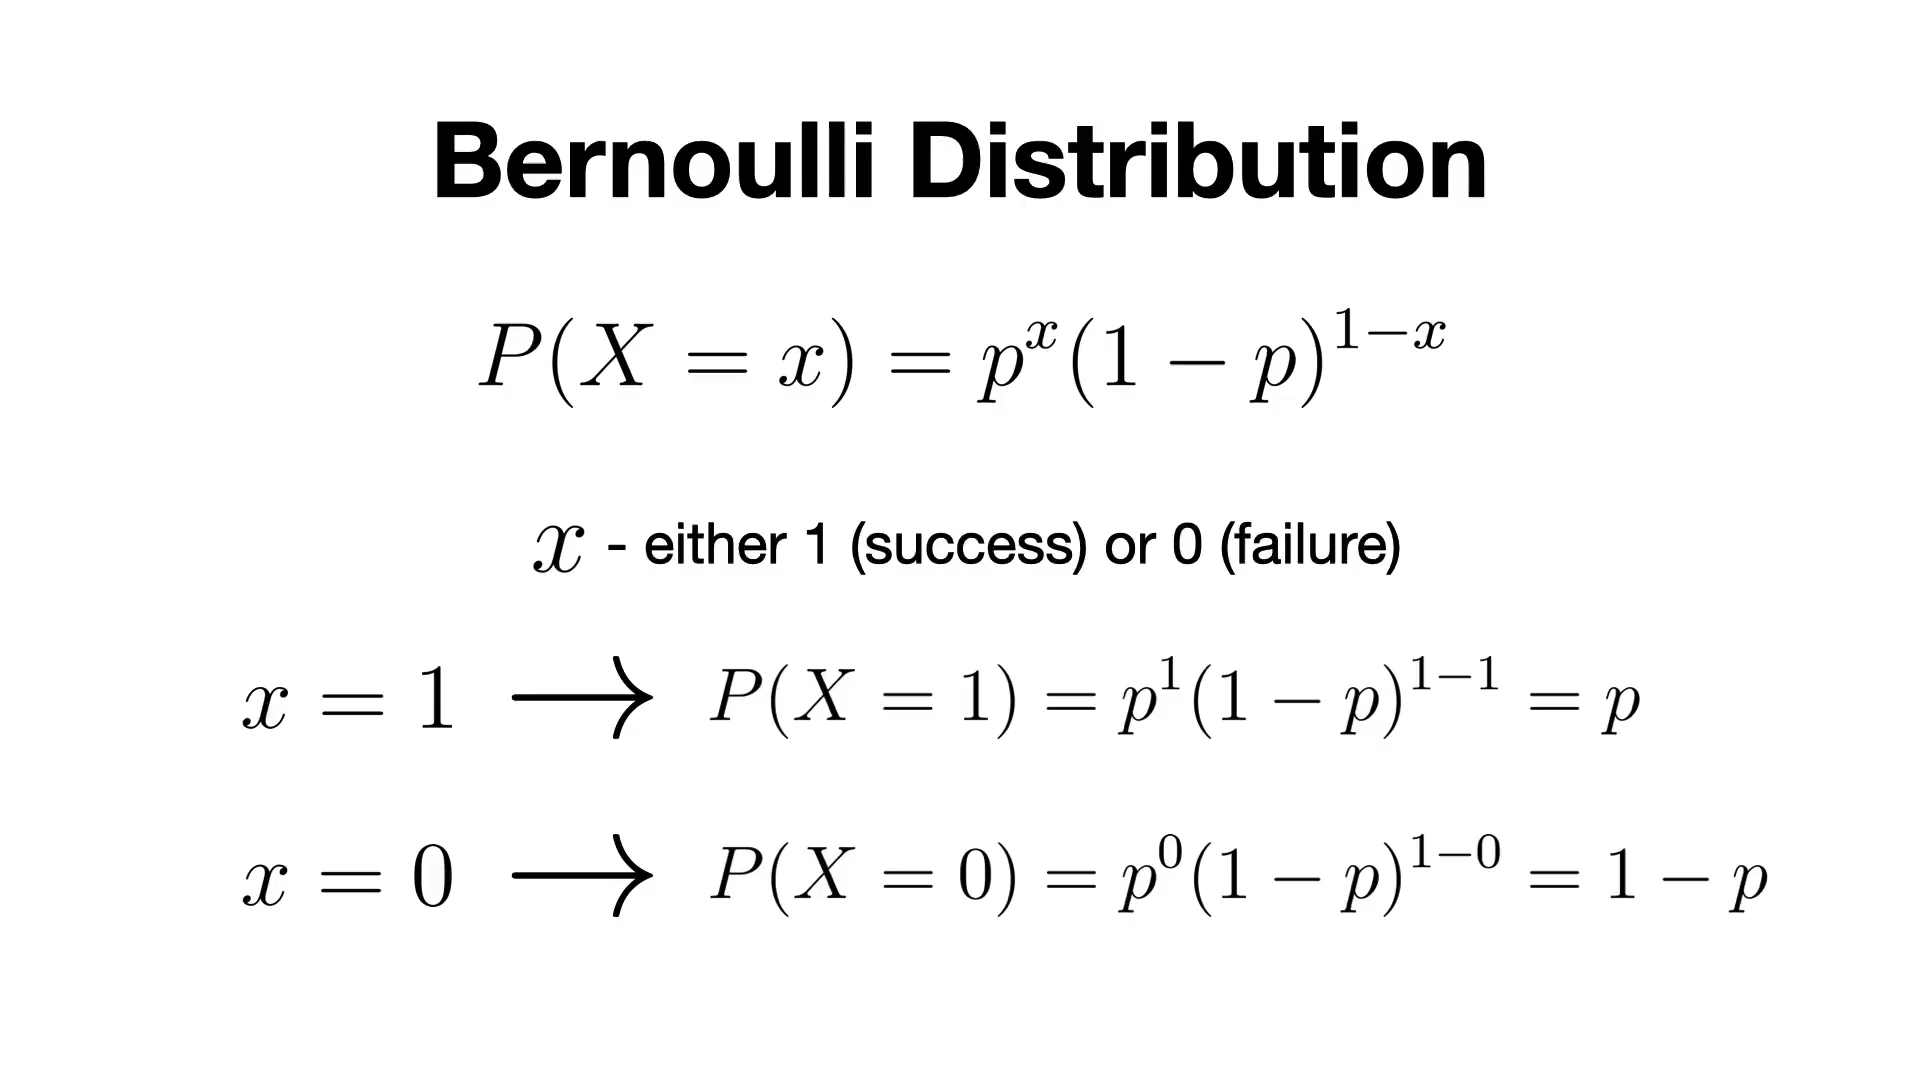 Bernoulli Distribution
P(X = x) = p^x(1 − p)^{1−x}
x - either 1 (success) or 0 (failure)
x = 1 ⟶ P(X = 1) = p^1(1 − p)^{1−1} = p
x = 0 ⟶ P(X = 0) = p^0(1 − p)^{1−0} = 1 − p